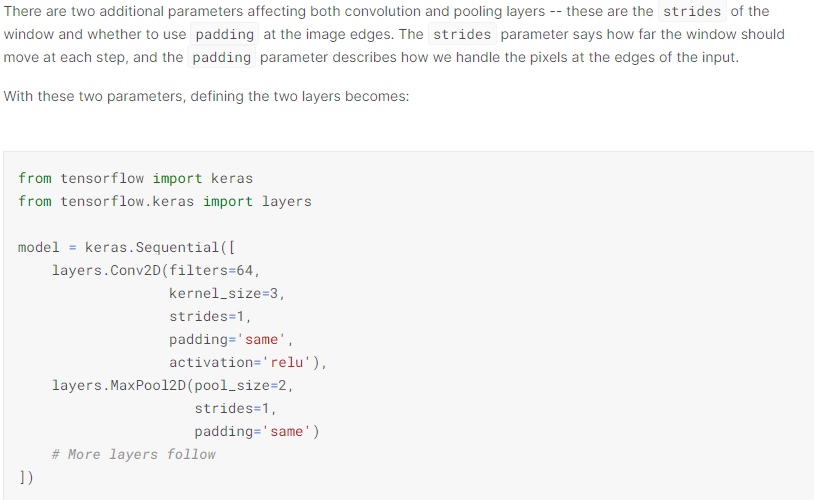 There are two additional parameters affecting both convolution and pooling layers -- these are the strides of the
window and whether to use padding at the image edges. The strides parameter says how far the window should
move at each step, and the padding parameter describes how we handle the pixels at the edges of the input.
With these two parameters, defining the two layers becomes:
from tensorflow import keras
from tensorflow.keras import layers
model = keras.Sequential([
    layers.Conv2D(filters=64,
                  kernel_size=3,
                  strides=1,
                  padding='same',
                  activation='relu'),
    layers.MaxPool2D(pool_size=2,
                     strides=1,
                     padding='same')
    # More layers follow
])